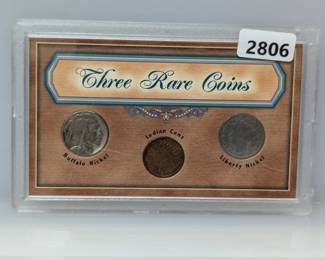 2806
Three Rare Coins
Indian Cent
Buffalo Nickel
Liberty Nickel